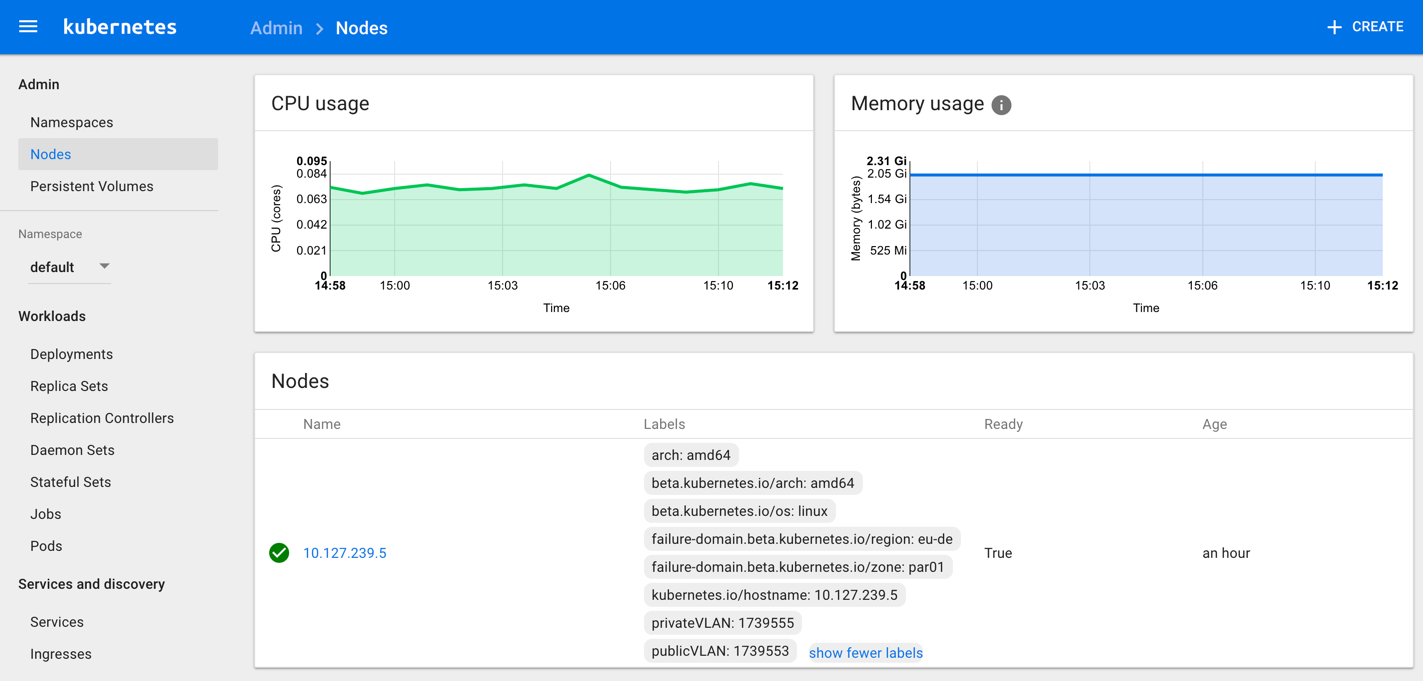 kubernetes
Admin > Nodes
+ CREATE
Admin
Namespaces
Nodes
Persistent Volumes
Namespace
default
Workloads
Deployments
Replica Sets
Replication Controllers
Daemon Sets
Stateful Sets
Jobs
Pods
Services and discovery
Services
Ingresses
CPU usage
CPU (cores)
0.095
0.084
0.063
0.042
0.021
0
14:58 15:00 15:03 15:06 15:10 15:12
Time
Memory usage i
Memory (bytes)
2.31 Gi
2.05 Gi
1.54 Gi
1.02 Gi
525 Mi
0
14:58 15:00 15:03 15:06 15:10 15:12
Time
Nodes
Name Labels Ready Age
arch: amd64
beta.kubernetes.io/arch: amd64
beta.kubernetes.io/os: linux
failure-domain.beta.kubernetes.io/region: eu-de
10.127.239.5 True an hour
failure-domain.beta.kubernetes.io/zone: par01
kubernetes.io/hostname: 10.127.239.5
privateVLAN: 1739555
publicVLAN: 1739553 show fewer labels